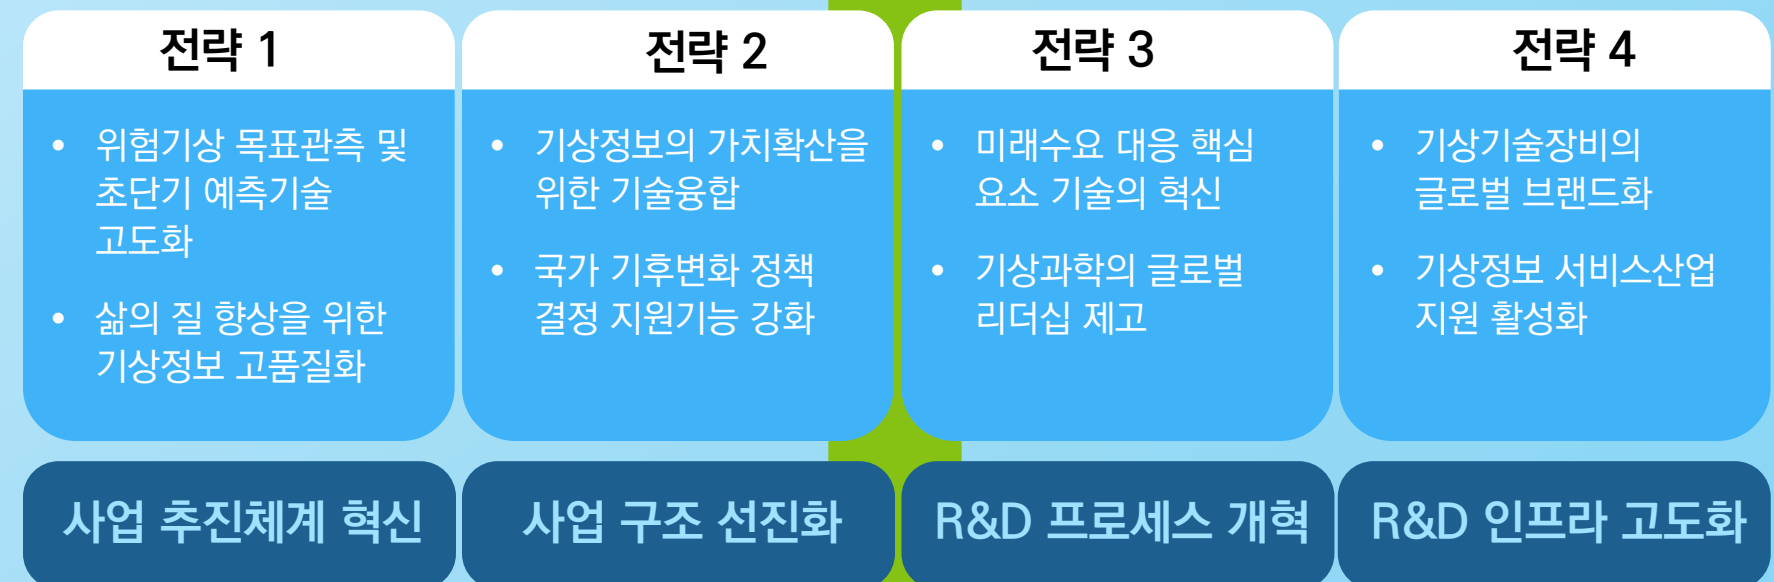 전략 1
• 위험기상 목표관측 및
초단기 예측기술
고도화
• 삶의 질 향상을 위한
기상정보 고품질화
전략 2
• 기상정보의 가치확산을
위한 기술융합
• 국가 기후변화 정책
결정 지원기능 강화
전략 3
• 미래수요 대응 핵심
요소 기술의 혁신
• 기상과학의 글로벌
리더십 제고
전략 4
• 기상기술장비의
글로벌 브랜드화
• 기상정보 서비스산업
지원 활성화
사업 추진체계 혁신
사업 구조 선진화
R&D 프로세스 개혁
R&D 인프라 고도화